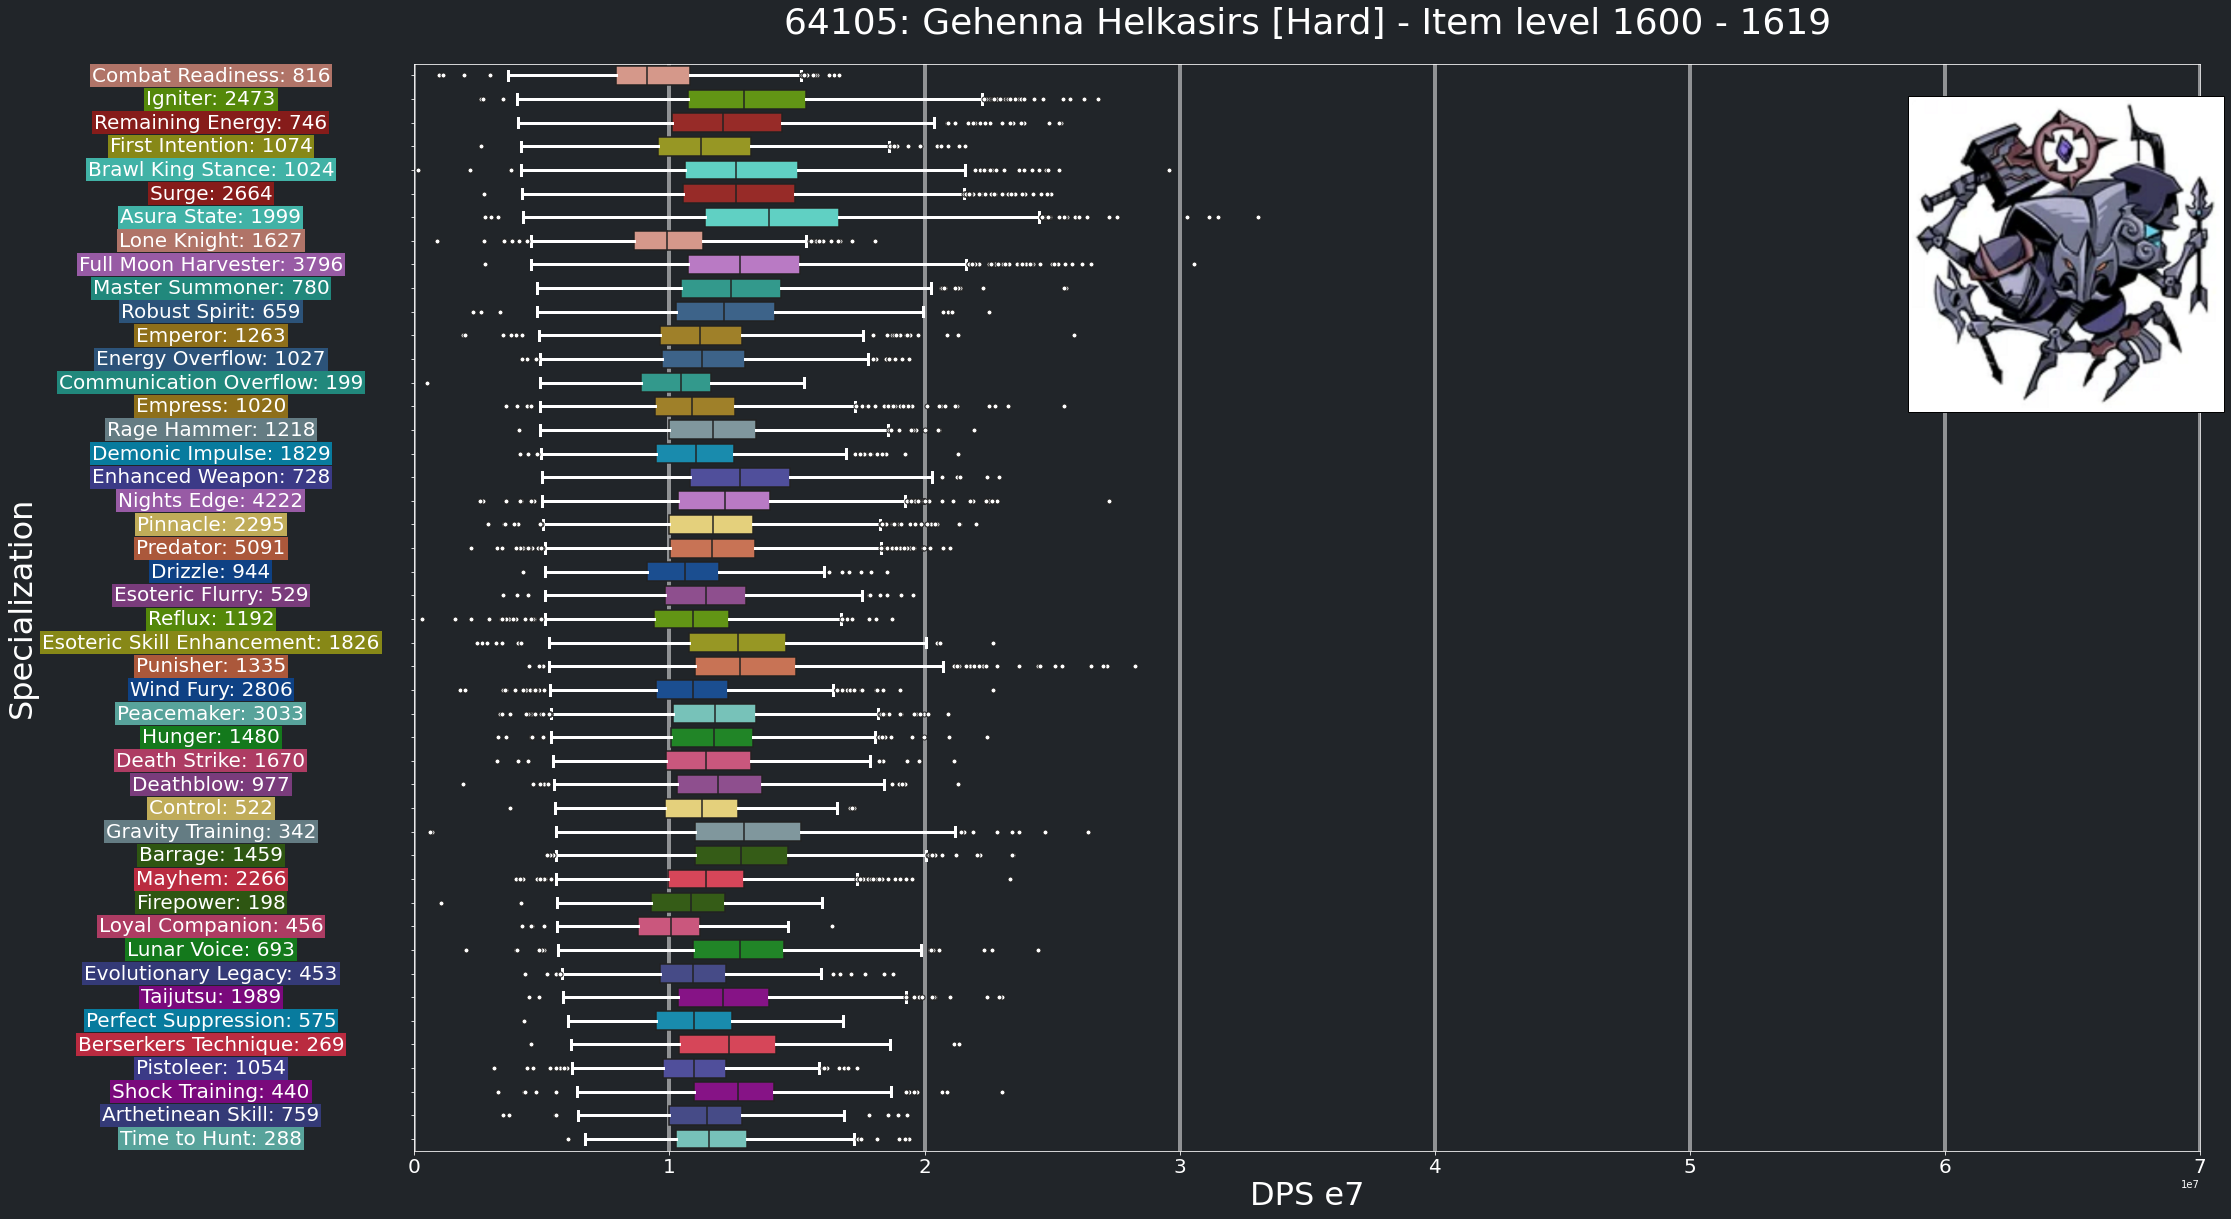 64105: Gehenna Helkasirs [Hard] - Item level 1600 - 1619
Combat Readiness: 816
Igniter: 2473
Remaining Energy: 746
First Intention: 1074
Brawl King Stance: 1024
Surge: 2664
Asura State: 1999
Lone Knight: 1627
Full Moon Harvester: 3796
Master Summoner: 780
Robust Spirit: 659
Emperor: 1263
Energy Overflow: 1027
Communication Overflow: 199
Empress: 1020
Rage Hammer: 1218
Demonic Impulse: 1829
Enhanced Weapon: 728
Nights Edge: 4222
Pinnacle: 2295
Predator: 5091
Drizzle: 944
Esoteric Flurry: 529
Reflux: 1192
Esoteric Skill Enhancement: 1826
Punisher: 1335
Wind Fury: 2806
Peacemaker: 3033
Hunger: 1480
Death Strike: 1670
Deathblow: 977
Control: 522
Gravity Training: 342
Barrage: 1459
Mayhem: 2266
Firepower: 198
Loyal Companion: 456
Lunar Voice: 693
Evolutionary Legacy: 453
Taijutsu: 1989
Perfect Suppression: 575
Berserkers Technique: 269
Pistoleer: 1054
Shock Training: 440
Arthetinean Skill: 759
Time to Hunt: 288
Specialization
0 1 2 3 4 5 6 7
1e7
DPS e7